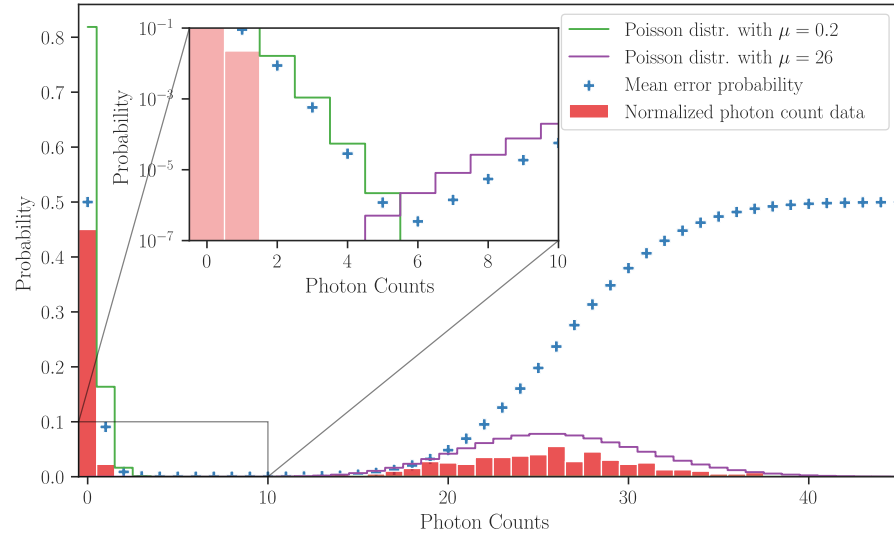 Poisson distr. with μ = 0.2
Poisson distr. with μ = 26
Mean error probability
Normalized photon count data
10⁻¹
10⁻³
10⁻⁵
10⁻⁷
Probability
0 2 4 6 8 10
Photon Counts
0.8
0.7
0.6
0.5
0.4
0.3
0.2
0.1
0.0
Probability
0 10 20 30 40
Photon Counts